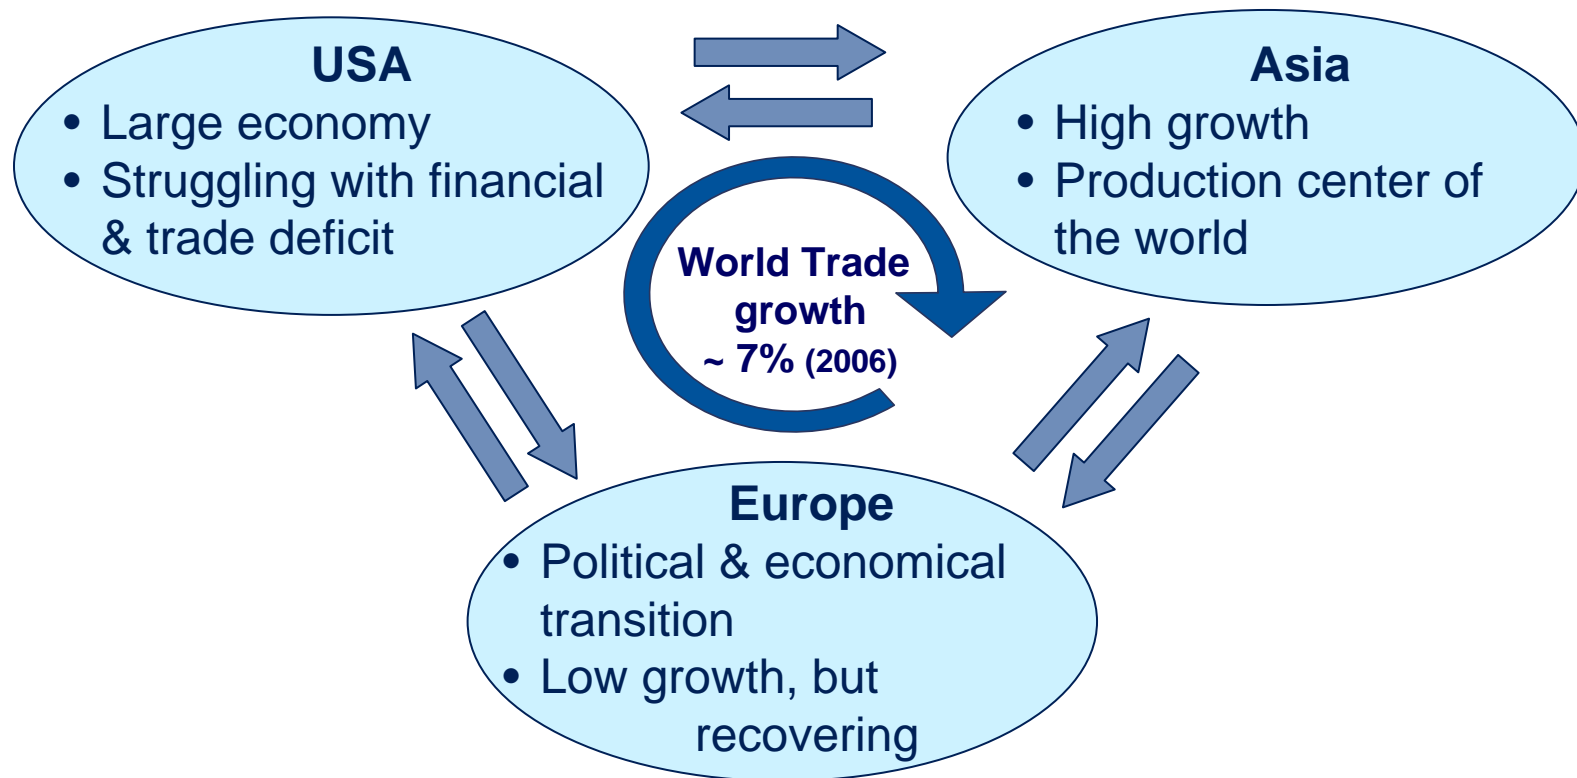 USA
• Large economy
• Struggling with financial
& trade deficit
Asia
• High growth
• Production center of
the world
World Trade
growth
~ 7% (2006)
Europe
• Political & economical
transition
• Low growth, but
recovering